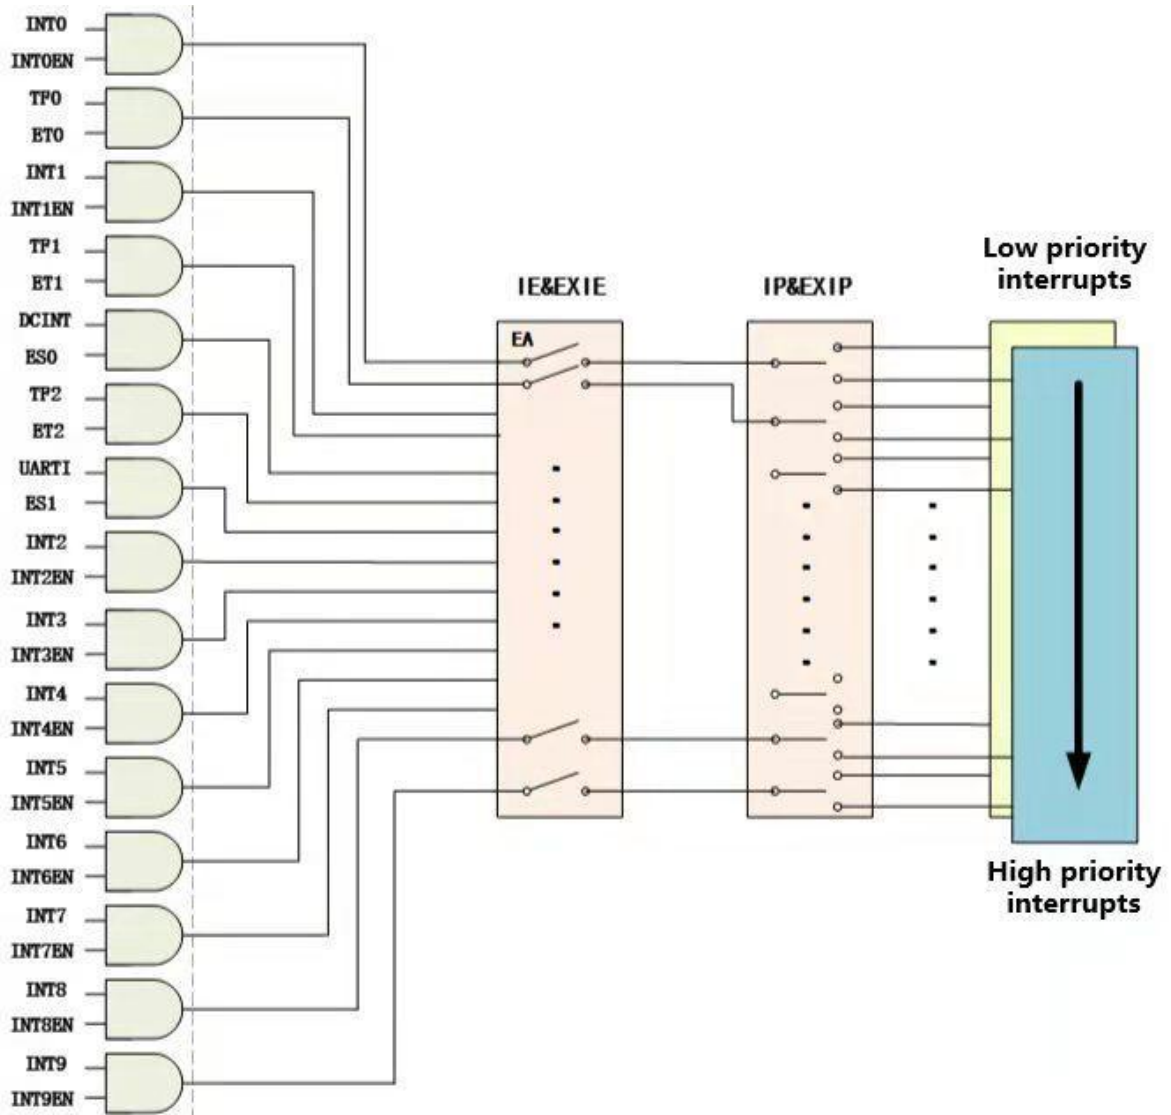 INT0
INT0EN
TF0
ET0
INT1
INT1EN
TF1
ET1
DCINT
ES0
TF2
ET2
UARTI
ES1
INT2
INT2EN
INT3
INT3EN
INT4
INT4EN
INT5
INT5EN
INT6
INT6EN
INT7
INT7EN
INT8
INT8EN
INT9
INT9EN
IE&EXIE
EA
IP&EXIP
Low priority
interrupts
High priority
interrupts